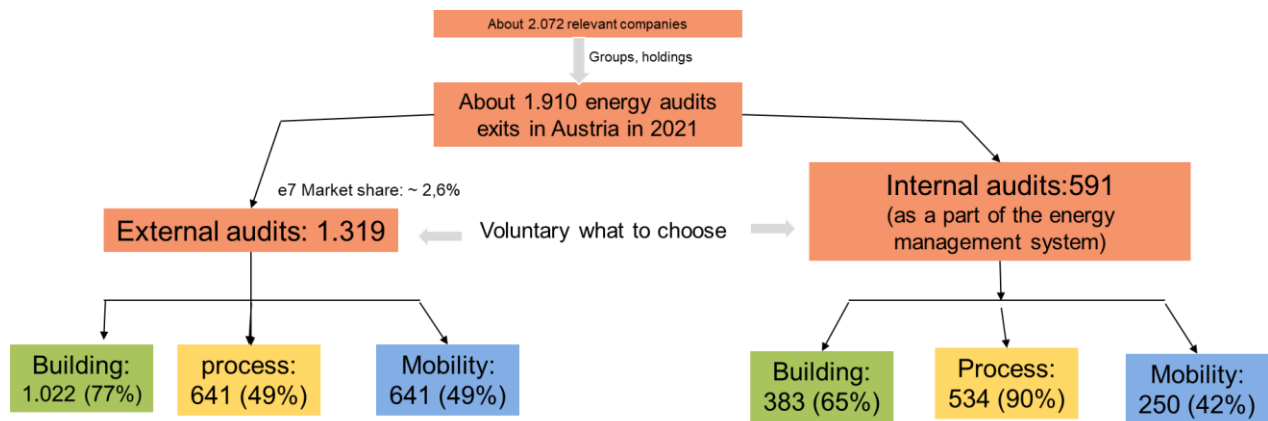 About 2.072 relevant companies
Groups, holdings
About 1.910 energy audits
exits in Austria in 2021
e7 Market share: ~ 2,6%
External audits: 1.319
Voluntary what to choose
Internal audits:591
(as a part of the energy
management system)
Building:
1.022 (77%)
process:
641 (49%)
Mobility:
641 (49%)
Building:
383 (65%)
Process:
534 (90%)
Mobility:
250 (42%)